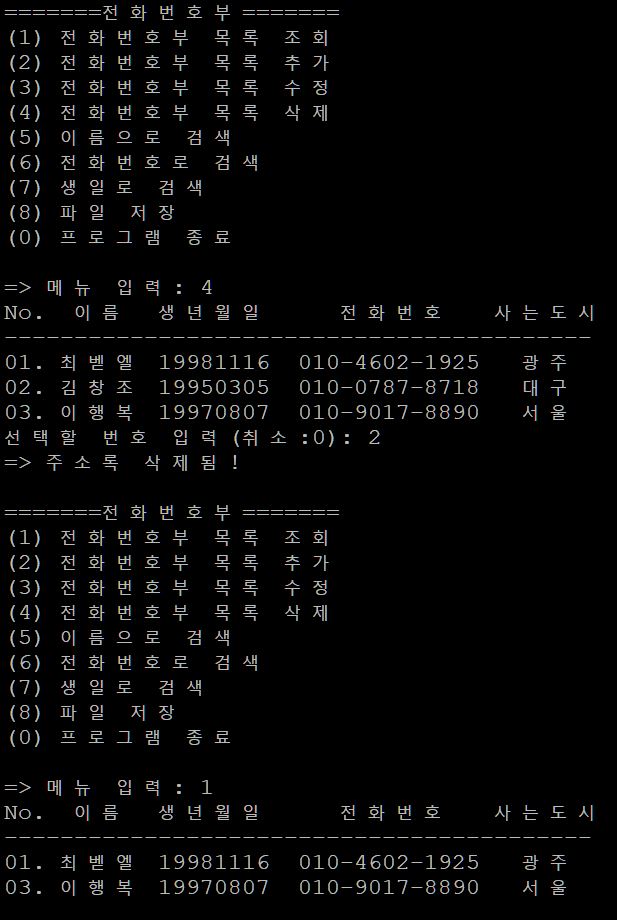 =======전화번호부=======
(1) 전화번호부 목록 조회
(2) 전화번호부 목록 추가
(3) 전화번호부 목록 수정
(4) 전화번호부 목록 삭제
(5) 이름으로 검색
(6) 전화번호로 검색
(7) 생일로 검색
(8) 파일 저장
(0) 프로그램 종료
=> 메뉴 입력 : 4
No. 이름 생년월일 전화번호 사는도시
------------------------------------------
01. 최벧엘 19981116 010-4602-1925 광주
02. 김창조 19950305 010-0787-8718 대구
03. 이행복 19970807 010-9017-8890 서울
선택할 번호 입력(취소:0): 2
=> 주소록 삭제됨!
=======전화번호부=======
(1) 전화번호부 목록 조회
(2) 전화번호부 목록 추가
(3) 전화번호부 목록 수정
(4) 전화번호부 목록 삭제
(5) 이름으로 검색
(6) 전화번호로 검색
(7) 생일로 검색
(8) 파일 저장
(0) 프로그램 종료
=> 메뉴 입력 : 1
No. 이름 생년월일 전화번호 사는도시
------------------------------------------
01. 최벧엘 19981116 010-4602-1925 광주
03. 이행복 19970807 010-9017-8890 서울